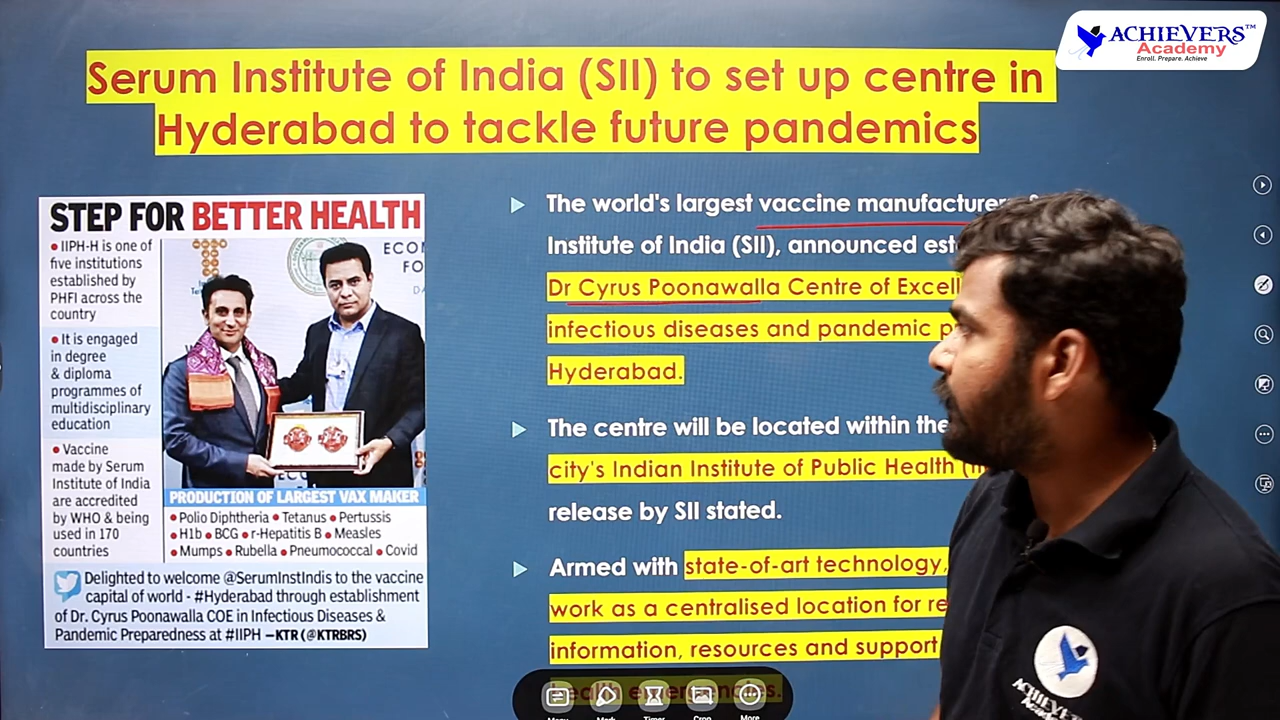 ACHIEVERS™
Academy
Enroll. Prepare. Achieve
Serum Institute of India (SII) to set up centre in
Hyderabad to tackle future pandemics
STEP FOR BETTER HEALTH
• IIPH-H is one of
five institutions
established by
PHFI across the
country
• It is engaged
in degree
& diploma
programmes of
multidisciplinary
education
• Vaccine
made by Serum
Institute of India
are accredited
by WHO & being
used in 170
countries
PRODUCTION OF LARGEST VAX MAKER
• Polio Diphtheria • Tetanus • Pertussis
• H1b • BCG • r-Hepatitis B • Measles
• Mumps • Rubella • Pneumococcal • Covid
Delighted to welcome @SerumInstIndis to the vaccine
capital of world - #Hyderabad through establishment
of Dr. Cyrus Poonawalla COE in Infectious Diseases &
Pandemic Preparedness at #IIPH –KTR (@KTRBRS)
The world's largest vaccine manufacturer
Institute of India (SII), announced
Dr Cyrus Poonawalla Centre of
infectious diseases and pandemic
Hyderabad.
The centre will be located within the
city's Indian Institute of Public Health
release by SII stated.
Armed with state-of-art technology,
work as a centralised location for
information, resources and support
health
Timer
Crop
More
ACHIEVERS